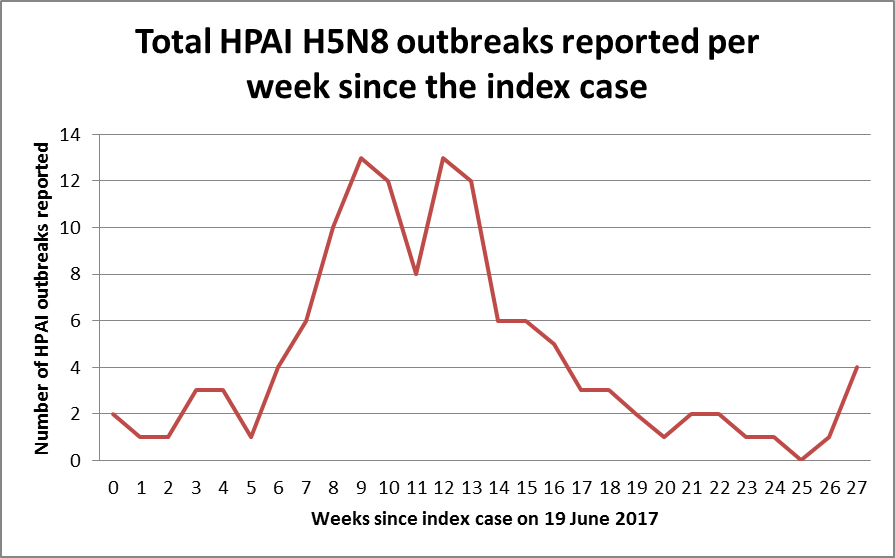 Total HPAI H5N8 outbreaks reported per
week since the index case
Number of HPAI outbreaks reported
14
12
10
8
6
4
2
0
0 1 2 3 4 5 6 7 8 9 10 11 12 13 14 15 16 17 18 19 20 21 22 23 24 25 26 27
Weeks since index case on 19 June 2017